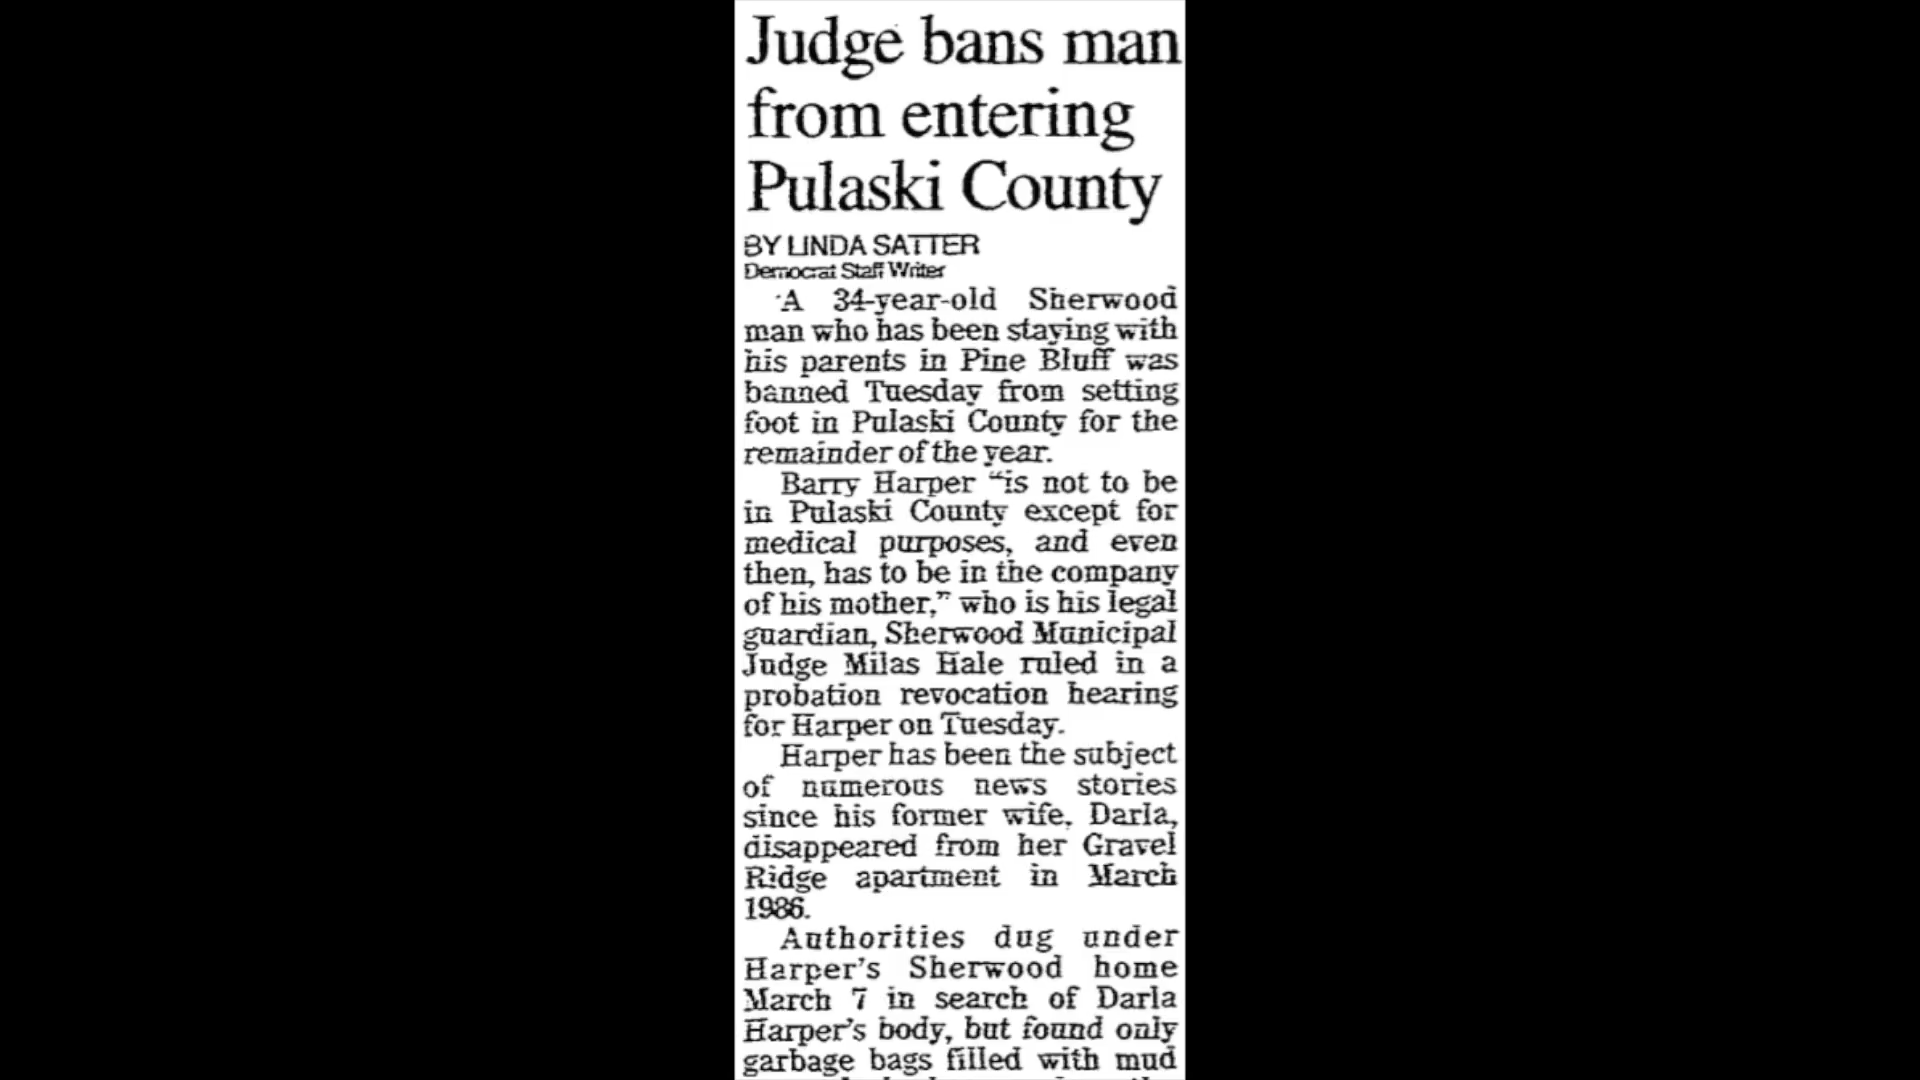 Judge bans man
from entering
Pulaski County
BY LINDA SATTER
Democrat Staff Writer
A 34-year-old Sherwood
man who has been staying with
his parents in Pine Bluff was
banned Tuesday from setting
foot in Pulaski County for the
remainder of the year.
Barry Harper “is not to be
in Pulaski County except for
medical purposes, and even
then, has to be in the company
of his mother,” who is his legal
guardian, Sherwood Municipal
Judge Milas Hale ruled in a
probation revocation hearing
for Harper on Tuesday.
Harper has been the subject
of numerous news stories
since his former wife, Darla,
disappeared from her Gravel
Ridge apartment in March
1986.
Authorities dug under
Harper’s Sherwood home
March 7 in search of Darla
Harper’s body, but found only
garbage bags filled with mud